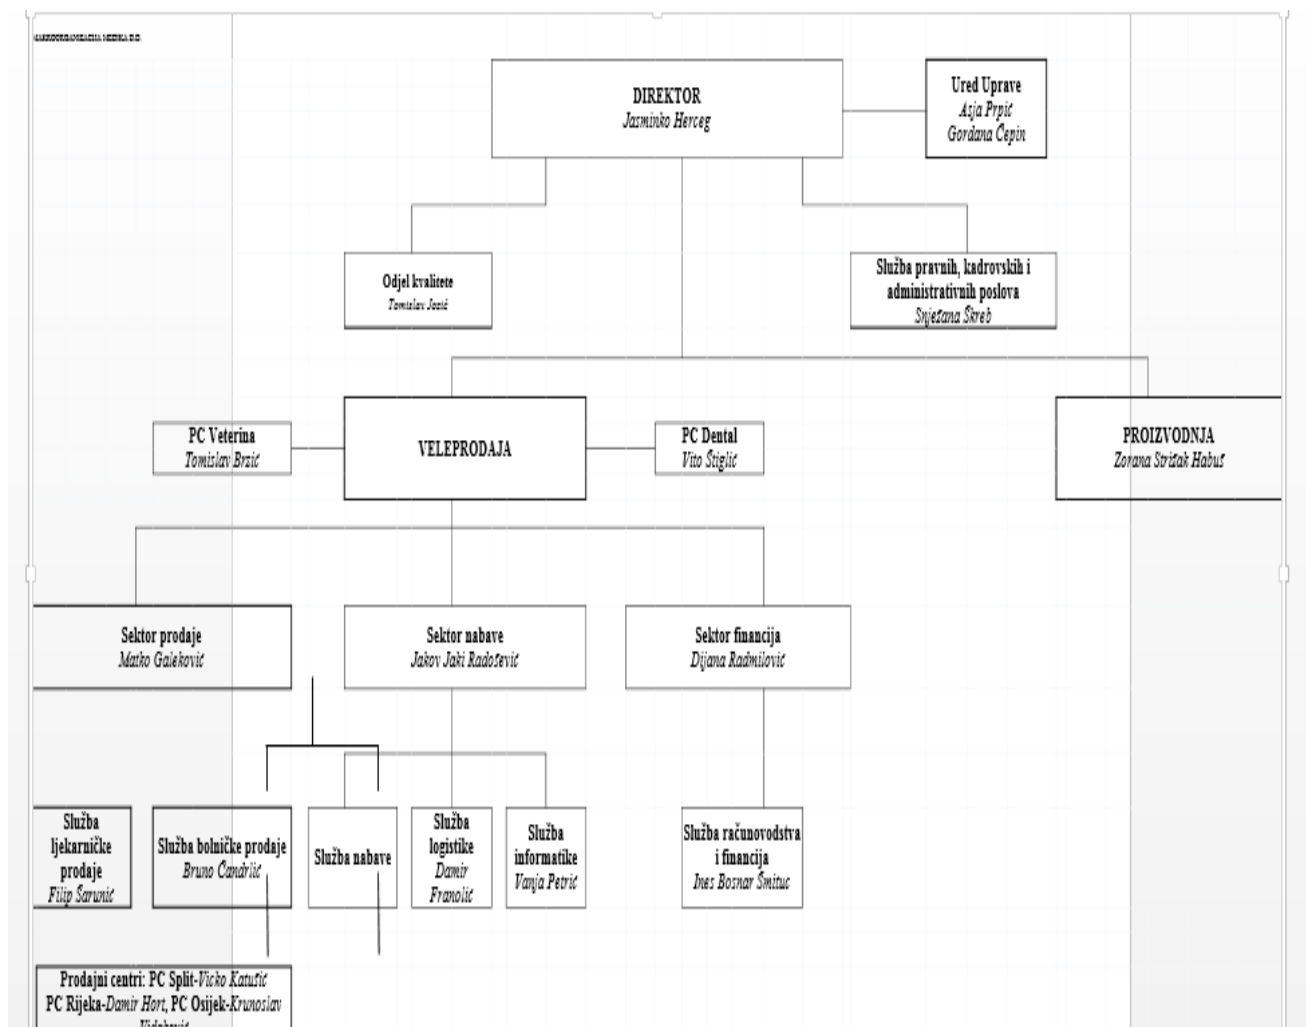 MAKROORGANIZACIJA MEDIKA D.D.
DIREKTOR
Jasminko Herceg
Ured Uprave
Asja Prpić
Gordana Čepin
Odjel kvalitete
Tomislav Jozić
Služba pravnih, kadrovskih i
administrativnih poslova
Snježana Škreb
PC Veterina
Tomislav Brzić
VELEPRODAJA
PC Dental
Vito Štiglić
PROIZVODNJA
Zorana Strižak Habuš
Sektor prodaje
Matko Galeković
Sektor nabave
Jakov Jaki Radošević
Sektor financija
Dijana Radmilović
Služba
ljekarničke
prodaje
Filip Šarunić
Služba bolničke prodaje
Bruno Čandrlić
Služba nabave
Služba
logistike
Damir
Franolić
Služba
informatike
Vanja Petrić
Služba računovodstva
i financija
Ines Bosnar Šmituc
Prodajni centri: PC Split-Vicko Katušić
PC Rijeka-Damir Hort, PC Osijek-Krunoslav